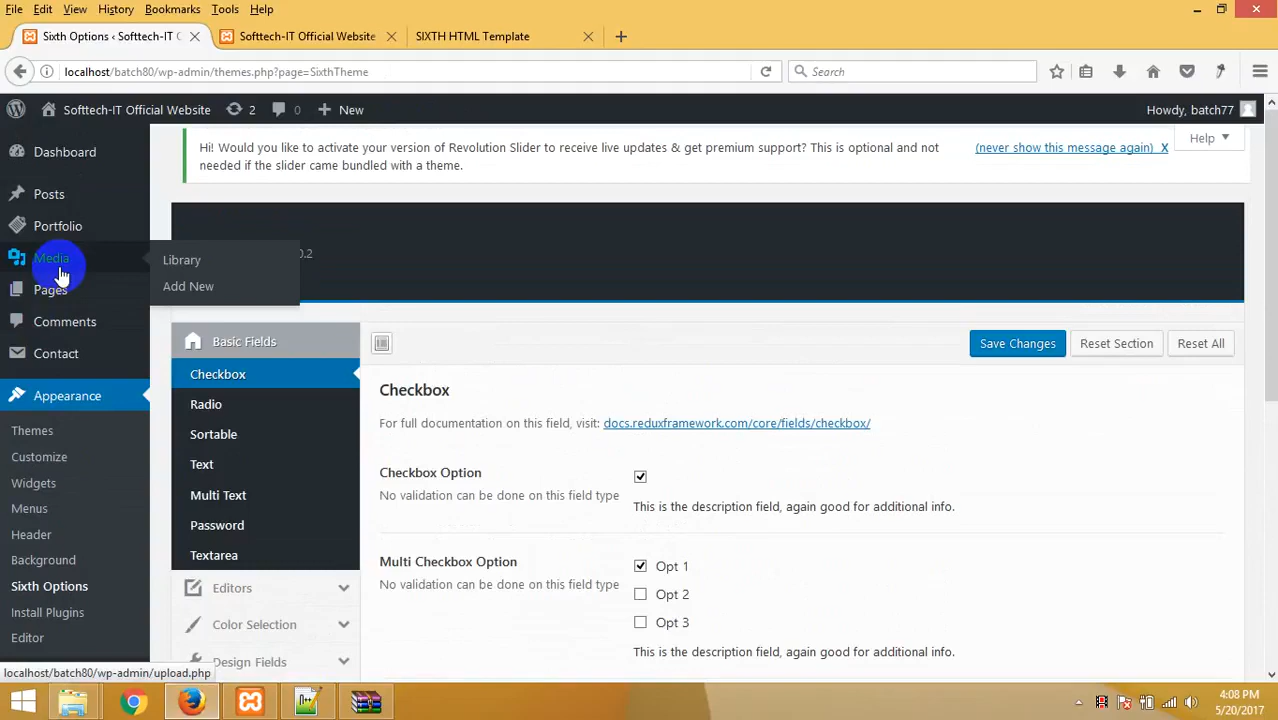 File Edit View History Bookmarks Tools Help
Sixth Options ‹ Softtech-IT O
Softtech-IT Official Website
SIXTH HTML Template
localhost/batch80/wp-admin/themes.php?page=SixthTheme
Search
Softtech-IT Official Website 2 0 New
Howdy, batch77
Dashboard
Posts
Portfolio
Media
Pages
Comments
Contact
Appearance
Themes
Customize
Widgets
Menus
Header
Background
Sixth Options
Install Plugins
Editor
Library
Add New
Hi! Would you like to activate your version of Revolution Slider to receive live updates & get premium support? This is optional and not
needed if the slider came bundled with a theme.
(never show this message again) X
Help
0.2
Basic Fields
Checkbox
Radio
Sortable
Text
Multi Text
Password
Textarea
Editors
Color Selection
Design Fields
Save Changes
Reset Section
Reset All
Checkbox
For full documentation on this field, visit: docs.reduxframework.com/core/fields/checkbox/
Checkbox Option
No validation can be done on this field type
This is the description field, again good for additional info.
Multi Checkbox Option
No validation can be done on this field type
Opt 1
Opt 2
Opt 3
This is the description field, again good for additional info.
localhost/batch80/wp-admin/upload.php
4:08 PM
5/20/2017